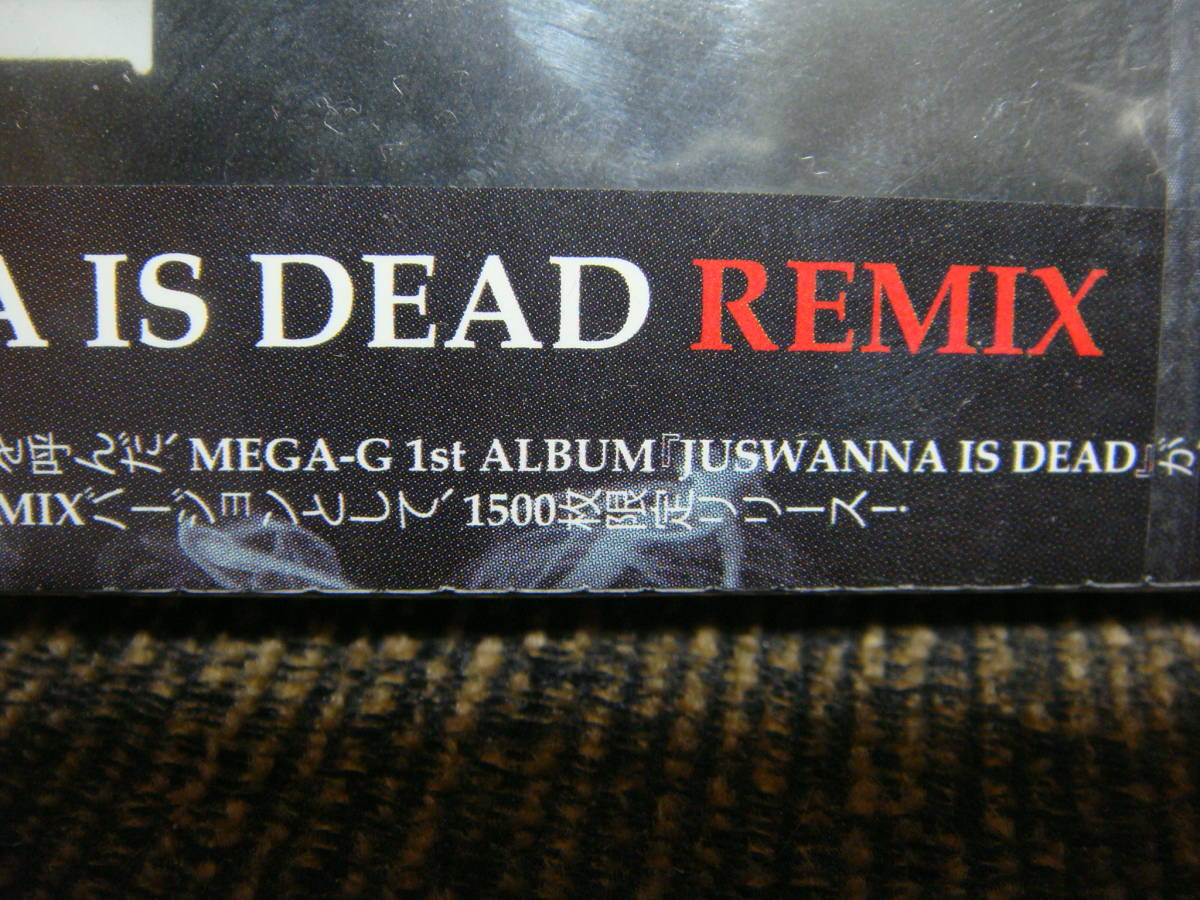 A IS DEAD REMIX
を呼んだ、MEGA-G 1st ALBUM『JUSWANNA IS DEAD』が
MIXバージョンとして、1500枚限定リリース!